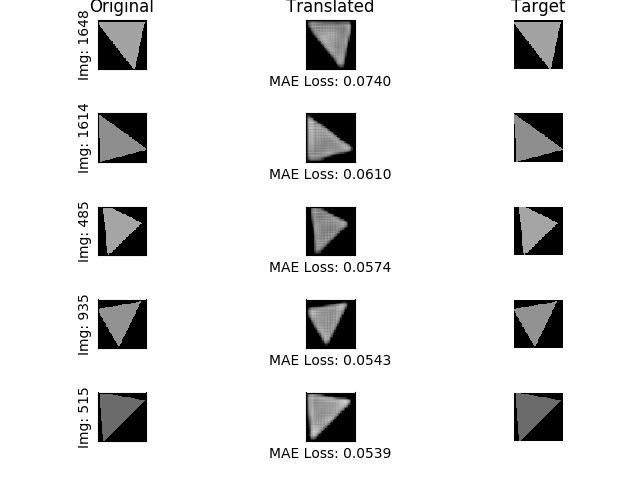 Original Translated Target
Img: 1648
MAE Loss: 0.0740
Img: 1614
MAE Loss: 0.0610
Img: 485
MAE Loss: 0.0574
Img: 935
MAE Loss: 0.0543
Img: 515
MAE Loss: 0.0539